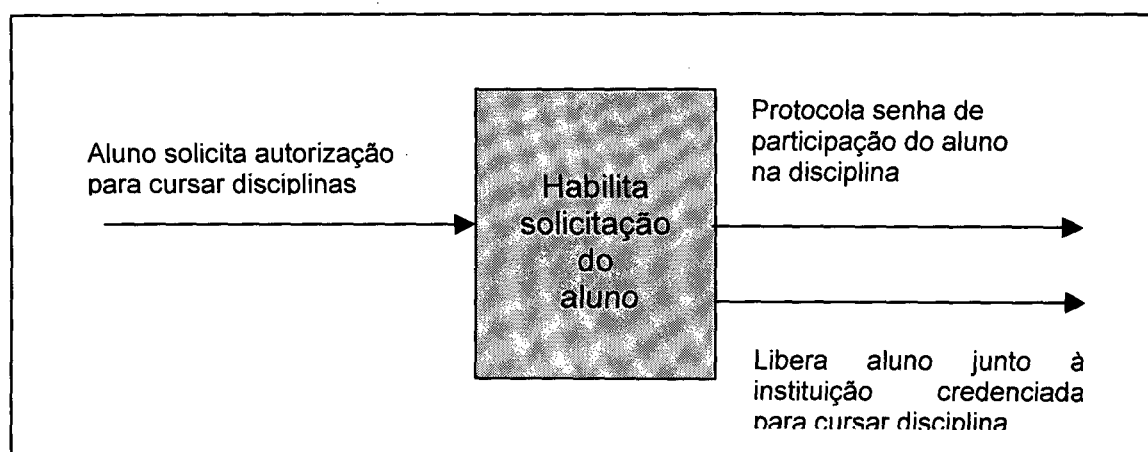 Aluno solicita autorização
para cursar disciplinas
Habilita
solicitação
do
aluno
Protocola senha de
participação do aluno
na disciplina
Libera aluno junto à
instituição credenciada
para cursar disciplina